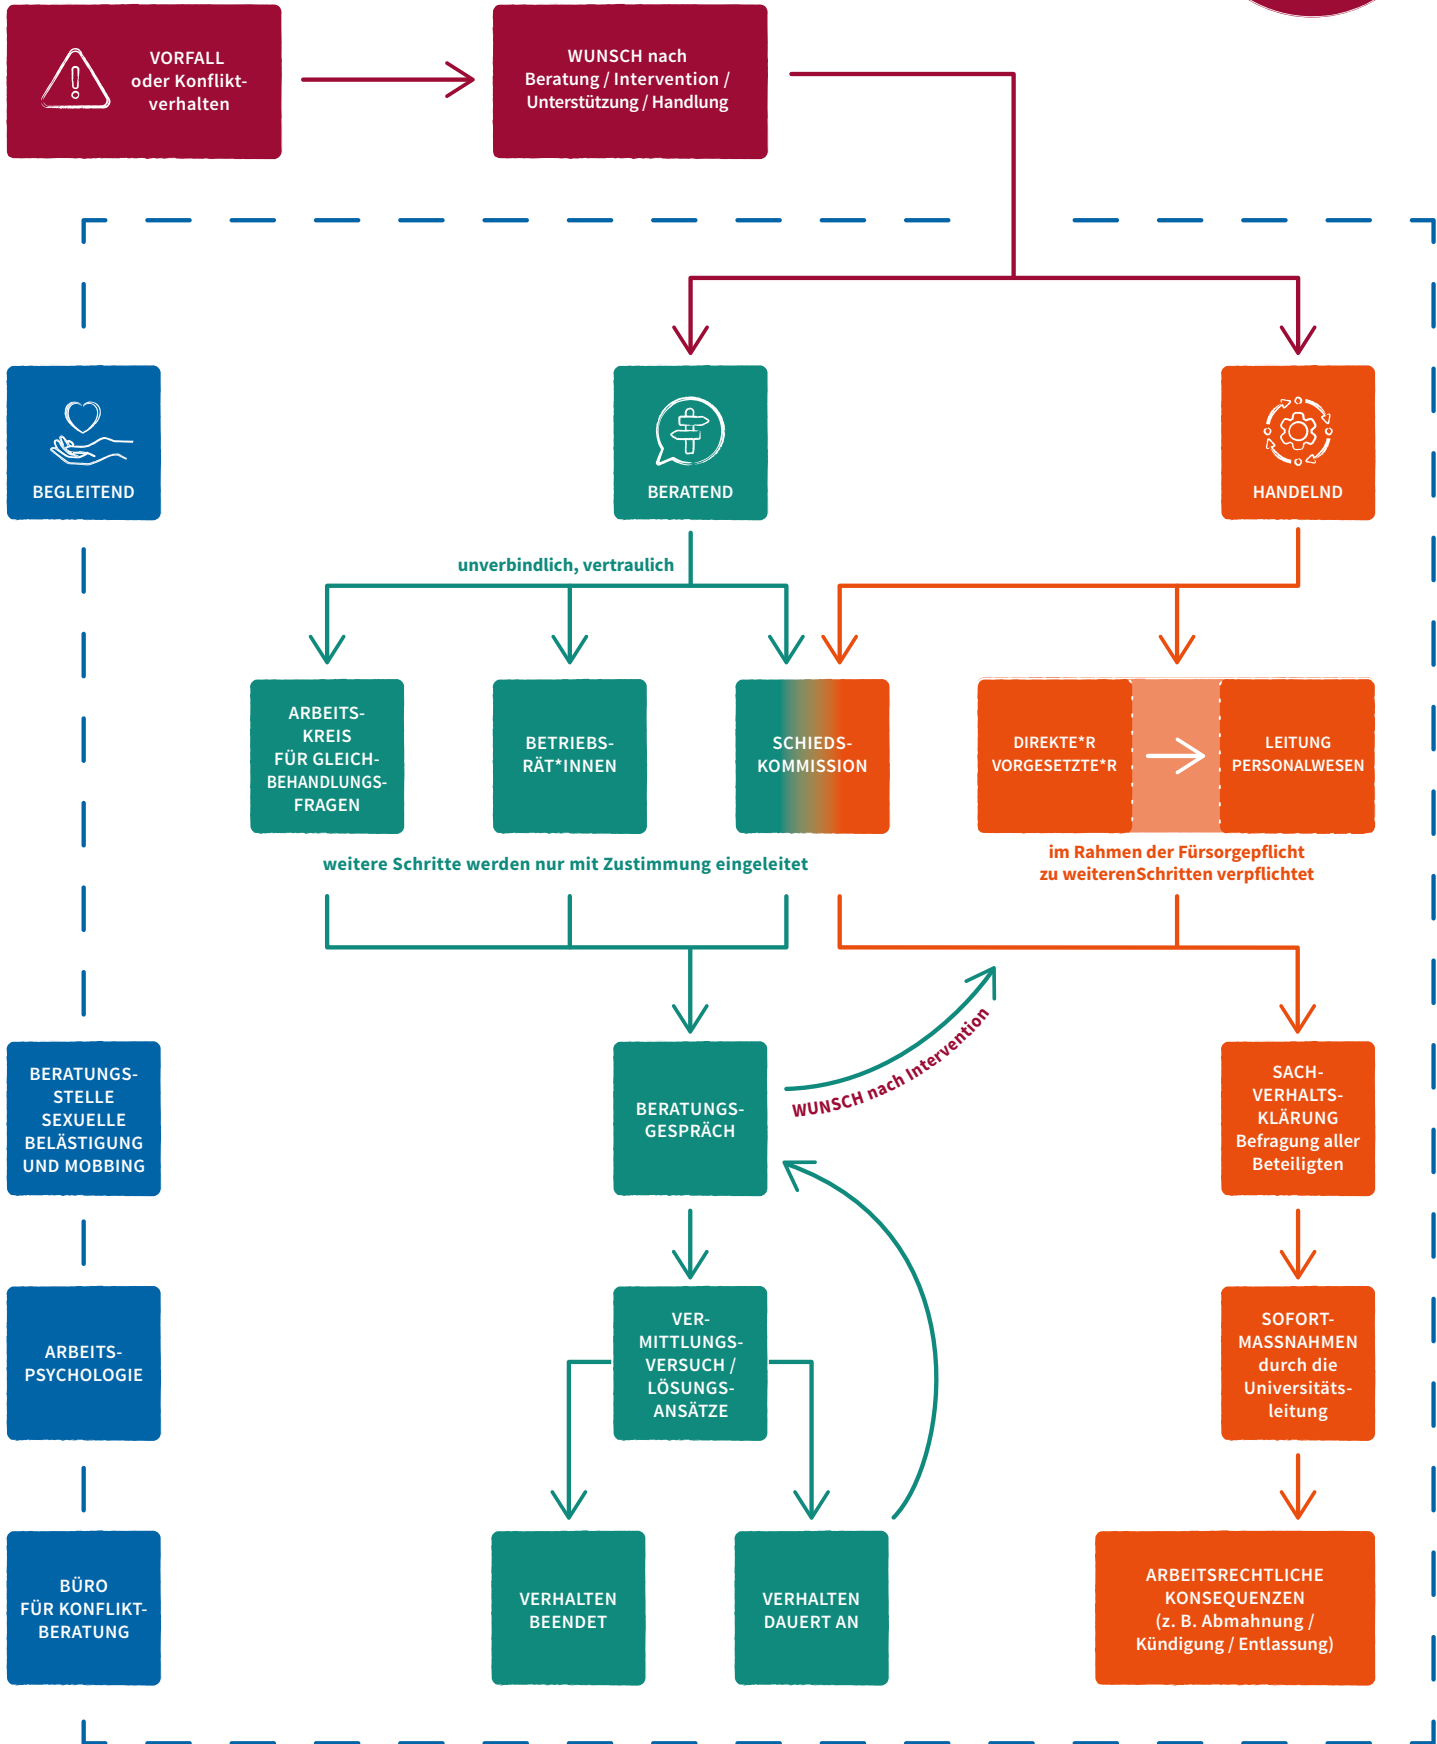 VORFALL
oder Konflikt-
verhalten
WUNSCH nach
Beratung / Intervention /
Unterstützung / Handlung
BEGLEITEND
BERATEND
HANDELND
unverbindlich, vertraulich
ARBEITS-
KREIS
FÜR GLEICH-
BEHANDLUNGS-
FRAGEN
BETRIEBS-
RÄT*INNEN
SCHIEDS-
KOMMISSION
DIREKTE*R
VORGESETZTE*R
LEITUNG
PERSONALWESEN
weitere Schritte werden nur mit Zustimmung eingeleitet
im Rahmen der Fürsorgepflicht
zu weiterenSchritten verpflichtet
BERATUNGS-
STELLE
SEXUELLE
BELÄSTIGUNG
UND MOBBING
BERATUNGS-
GESPRÄCH
WUNSCH nach Intervention
SACH-
VERHALTS-
KLÄRUNG
Befragung aller
Beteiligten
ARBEITS-
PSYCHOLOGIE
VER-
MITTLUNGS-
VERSUCH /
LÖSUNGS-
ANSÄTZE
SOFORT-
MASSNAHMEN
durch die
Universitäts-
leitung
BÜRO
FÜR KONFLIKT-
BERATUNG
VERHALTEN
BEENDET
VERHALTEN
DAUERT AN
ARBEITSRECHTLICHE
KONSEQUENZEN
(z. B. Abmahnung /
Kündigung / Entlassung)